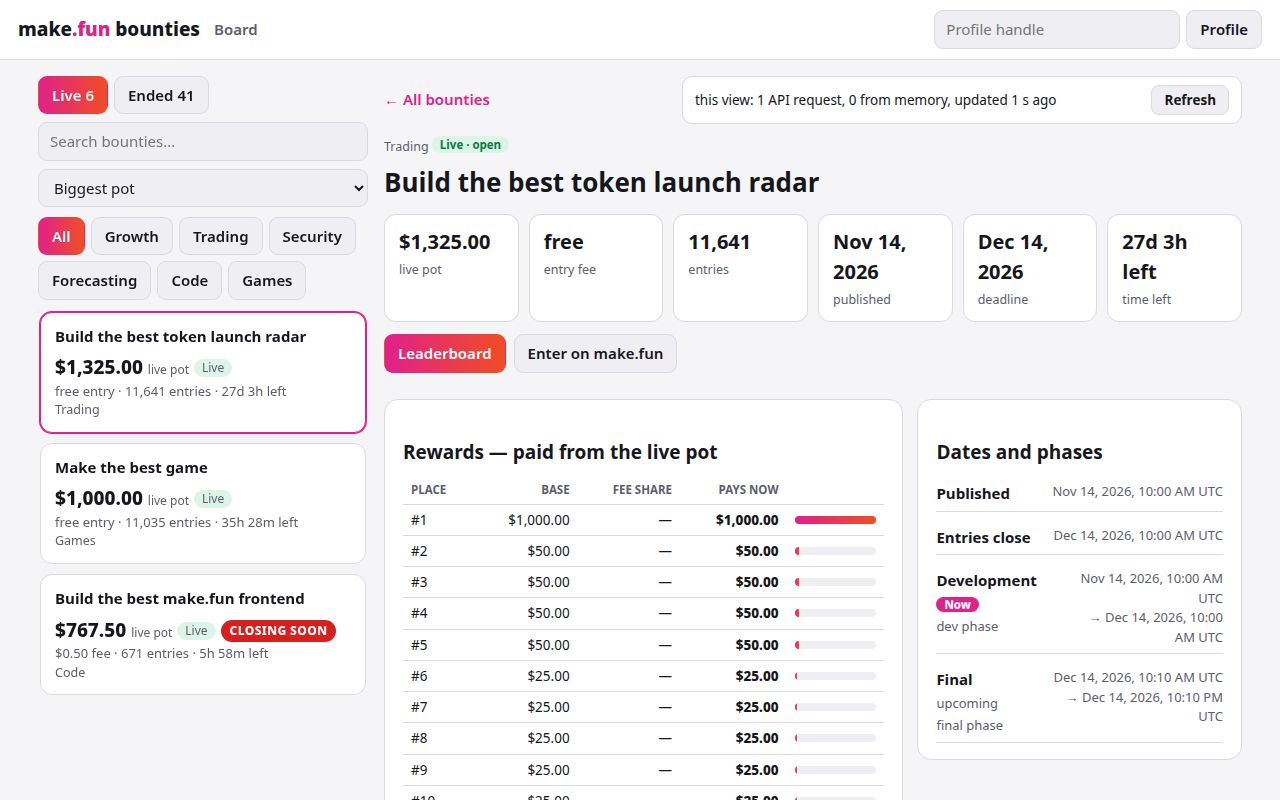 make.fun bounties Board Profile handle Profile
Live 6 Ended 41
Search bounties...
Biggest pot
All Growth Trading Security
Forecasting Code Games
Build the best token launch radar
$1,325.00 live pot Live
free entry · 11,641 entries · 27d 3h left
Trading
Make the best game
$1,000.00 live pot Live
free entry · 11,035 entries · 35h 28m left
Games
Build the best make.fun frontend
$767.50 live pot Live CLOSING SOON
$0.50 fee · 671 entries · 5h 58m left
Code
← All bounties
this view: 1 API request, 0 from memory, updated 1 s ago Refresh
Trading Live · open
Build the best token launch radar
$1,325.00
live pot
free
entry fee
11,641
entries
Nov 14,
2026
published
Dec 14,
2026
deadline
27d 3h
left
time left
Leaderboard Enter on make.fun
Rewards — paid from the live pot
PLACE BASE FEE SHARE PAYS NOW
#1 $1,000.00 — $1,000.00
#2 $50.00 — $50.00
#3 $50.00 — $50.00
#4 $50.00 — $50.00
#5 $50.00 — $50.00
#6 $25.00 — $25.00
#7 $25.00 — $25.00
#8 $25.00 — $25.00
#9 $25.00 — $25.00
#10 $25.00 — $25.00
Dates and phases
Published Nov 14, 2026, 10:00 AM UTC
Entries close Dec 14, 2026, 10:00 AM UTC
Development Nov 14, 2026, 10:00 AM
UTC
Now
→ Dec 14, 2026, 10:00
dev phase
AM UTC
Final Dec 14, 2026, 10:10 AM UTC
upcoming → Dec 14, 2026, 10:10 PM
UTC
final phase